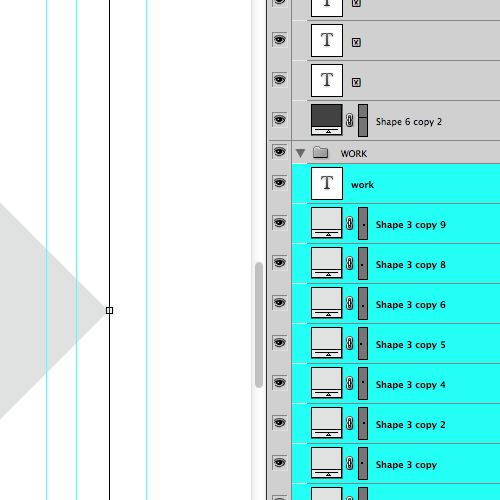 T
T
Shape 6 copy 2
WORK
T
work
Shape 3 copy 9
Shape 3 copy 8
Shape 3 copy 6
Shape 3 copy 5
Shape 3 copy 4
Shape 3 copy 2
Shape 3 copy